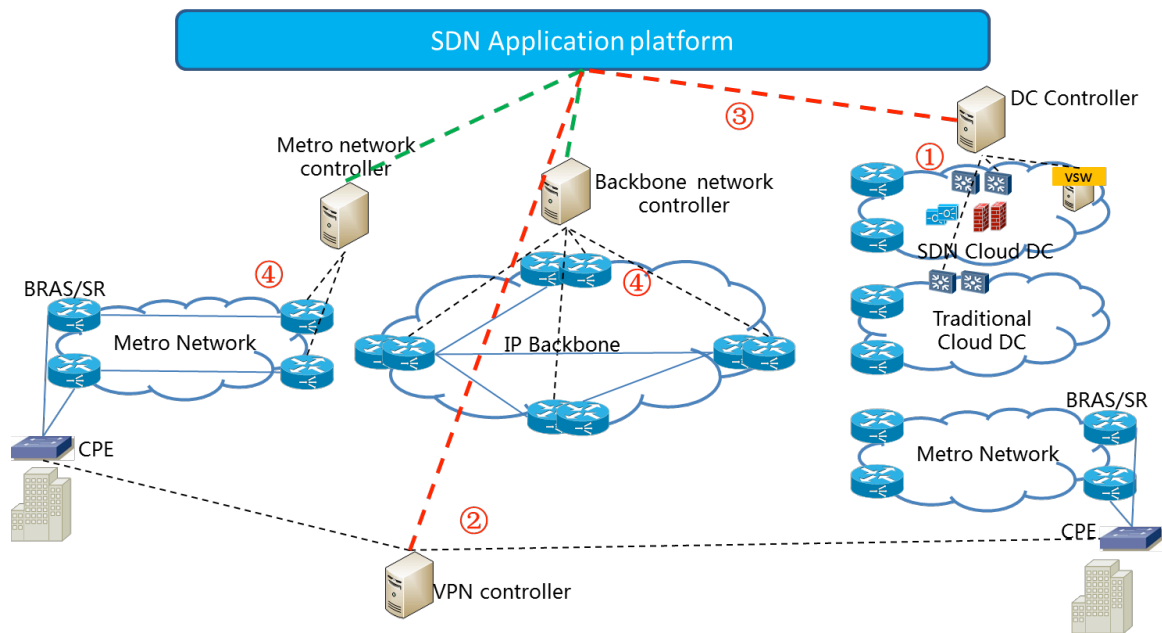 SDN Application platform
③
DC Controller
Metro network
controller
①
Backbone network
controller
vsw
SDN Cloud DC
④
④
BRAS/SR
Metro Network
IP Backbone
Traditional
Cloud DC
BRAS/SR
CPE
Metro Network
②
CPE
VPN controller